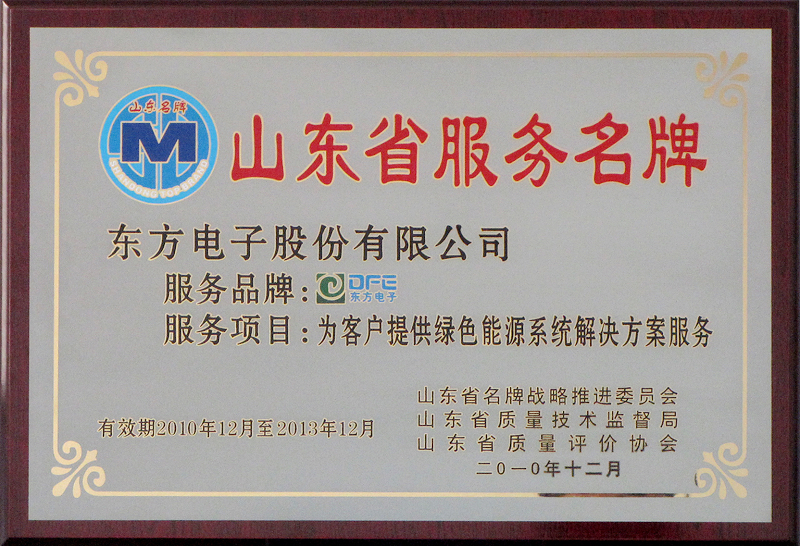 山东名牌
M
SHANDONG TOP BRAND
山东省服务名牌
东方电子股份有限公司
服务品牌：DFE
东方电子
服务项目：为客户提供绿色能源系统解决方案服务
山东省名牌战略推进委员会
有效期2010年12月至2013年12月
山东省质量技术监督局
山东省质量评价协会
二0一0年十二月